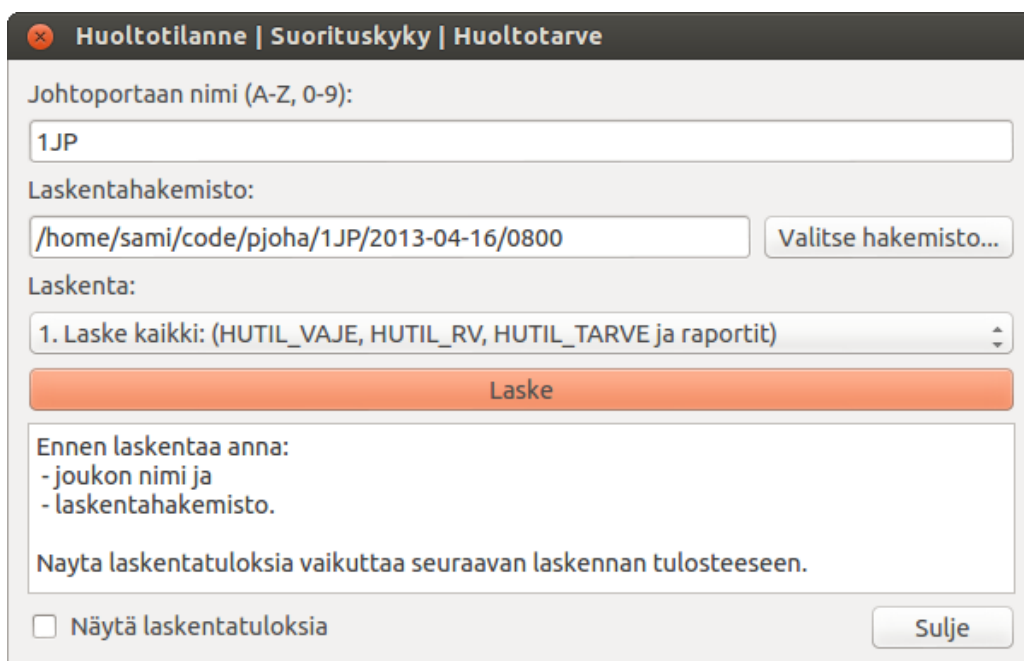 Huoltotilanne | Suorituskyky | Huoltotarve
Johtoportaan nimi (A-Z, 0-9):
1JP
Laskentahakemisto:
/home/sami/code/pjoha/1JP/2013-04-16/0800
Valitse hakemisto...
Laskenta:
1. Laske kaikki: (HUTIL_VAJE, HUTIL_RV, HUTIL_TARVE ja raportit)
Laske
Ennen laskentaa anna:
- joukon nimi ja
- laskentahakemisto.
Nayta laskentatuloksia vaikuttaa seuraavan laskennan tulosteeseen.
Näytä laskentatuloksia
Sulje